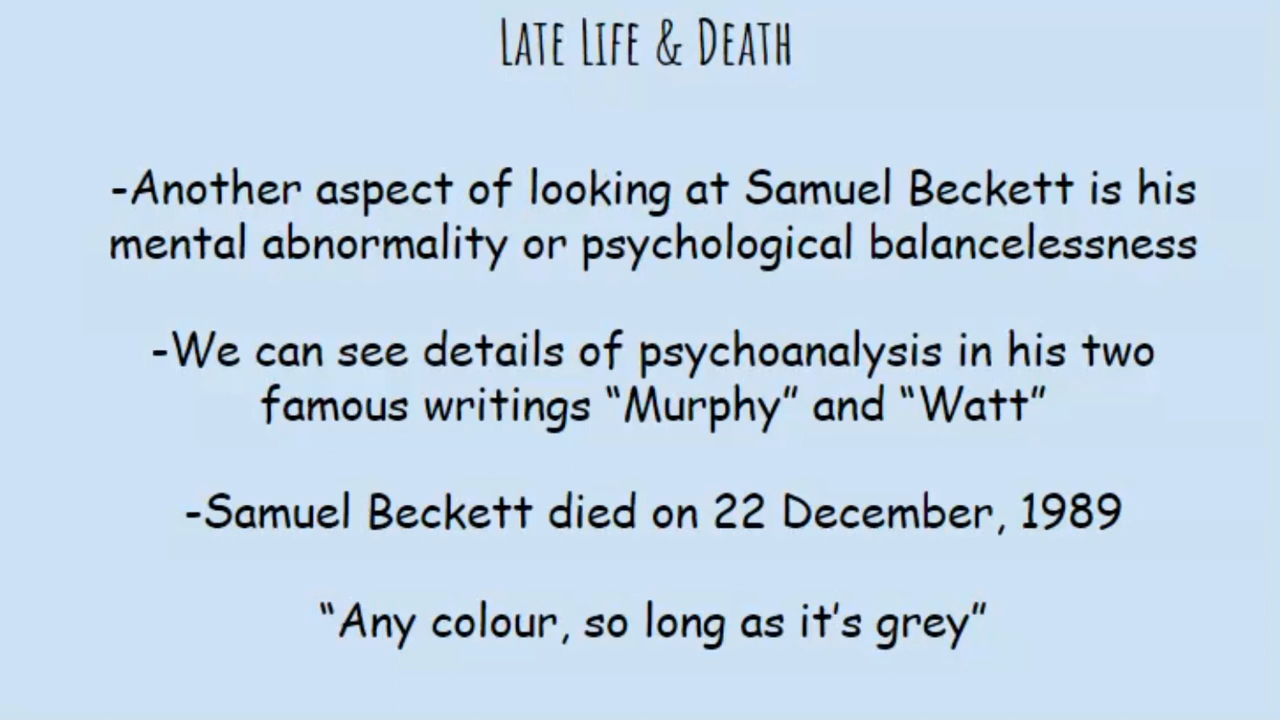 LATE LIFE & DEATH
-Another aspect of looking at Samuel Beckett is his
mental abnormality or psychological balancelessness
-We can see details of psychoanalysis in his two
famous writings “Murphy” and “Watt”
-Samuel Beckett died on 22 December, 1989
“Any colour, so long as it’s grey”